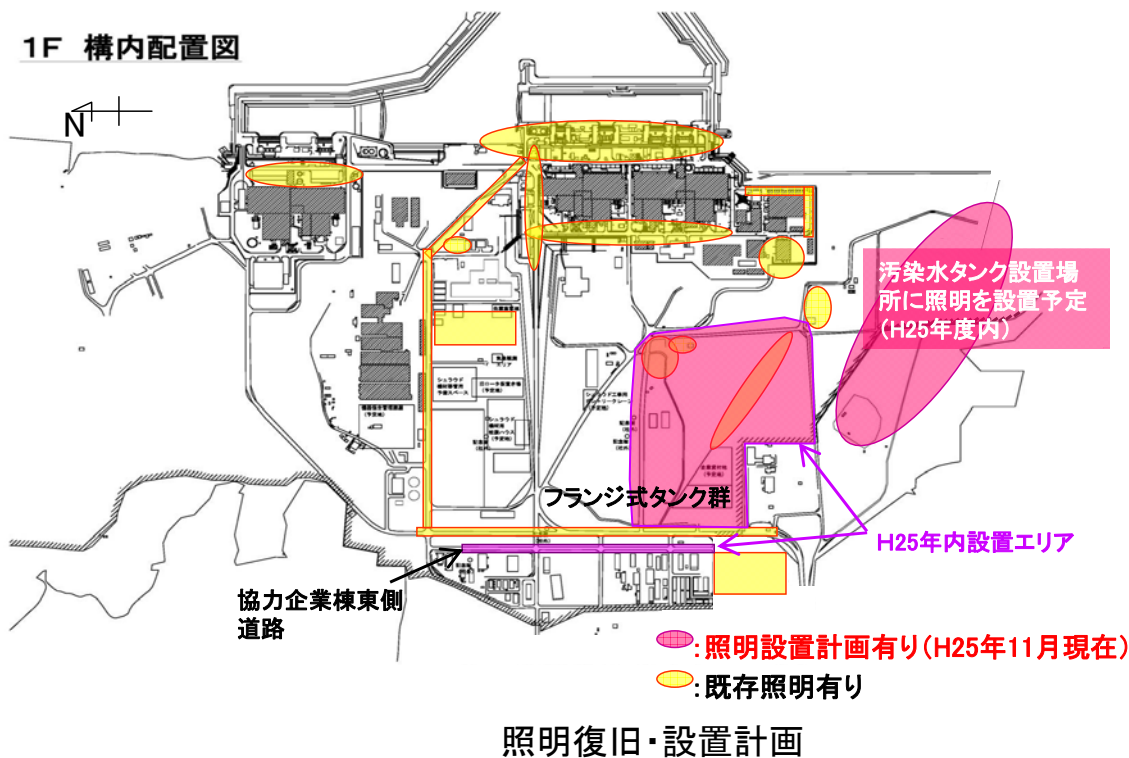 1F 構内配置図
N
汚染水タンク設置場
所に照明を設置予定
(H25年度内)
フランジ式タンク群
H25年内設置エリア
協力企業棟東側
道路
:照明設置計画有り(H25年11月現在)
:既存照明有り
照明復旧・設置計画